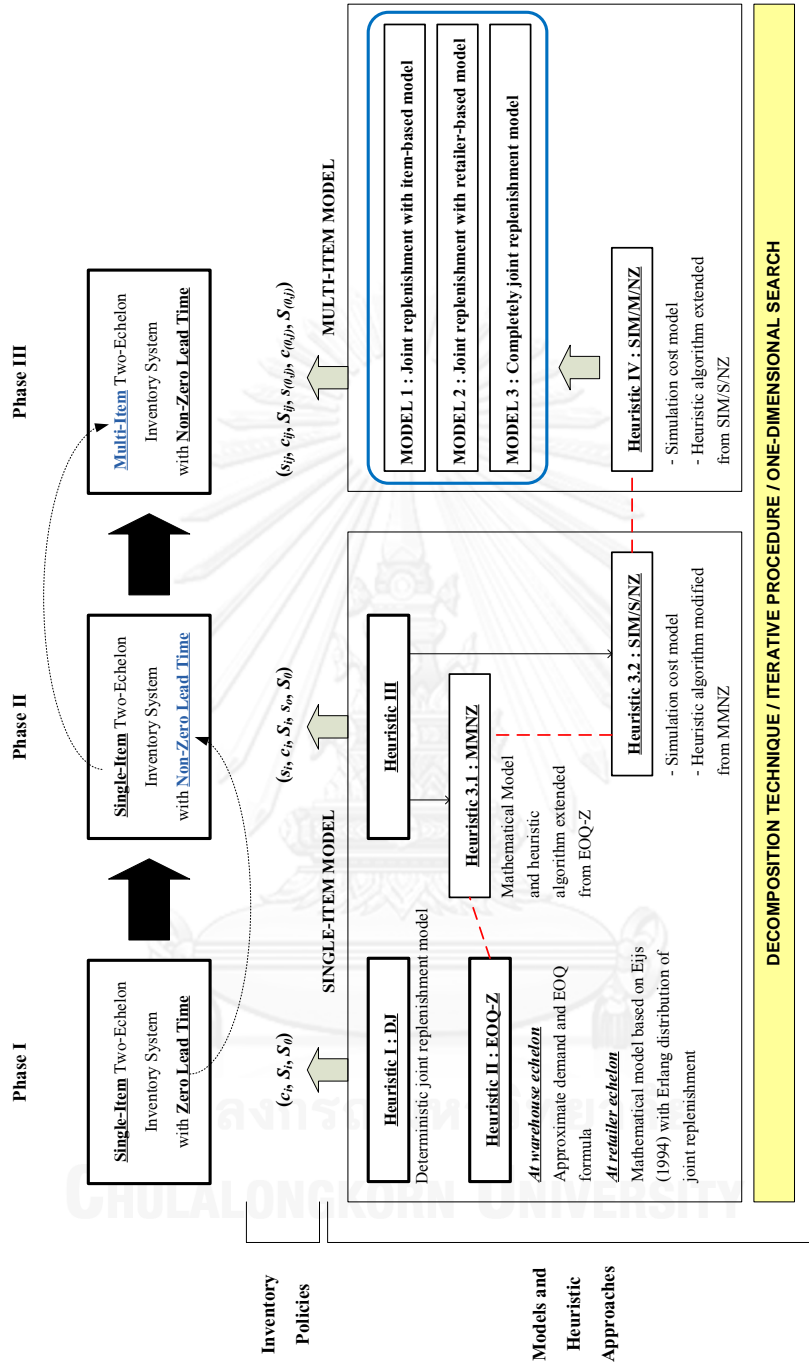 Phase I
Phase II
Phase III
Single-Item Two-Echelon
Inventory System
with Zero Lead Time
Single-Item Two-Echelon
Inventory System
with Non-Zero Lead Time
Multi-Item Two-Echelon
Inventory System
with Non-Zero Lead Time
Inventory
Policies
(ci, Si, S0)
(si, ci, Si, so, S0)
(sij, cij, Sij, s(0,j), c(0,j), S(0,j))
Models and
Heuristic
Approaches
SINGLE-ITEM MODEL
Heuristic I : DJ
Deterministic joint replenishment model
Heuristic II : EOQ-Z
At warehouse echelon
Approximate demand and EOQ
formula
At retailer echelon
Mathematical model based on Eijs
(1994) with Erlang distribution of
joint replenishment
Heuristic III
Heuristic 3.1 : MMNZ
Mathematical Model
and heuristic
algorithm extended
from EOQ-Z
Heuristic 3.2 : SIM/S/NZ
- Simulation cost model
- Heuristic algorithm modified
from MMNZ
MULTI-ITEM MODEL
MODEL 1 : Joint replenishment with item-based model
MODEL 2 : Joint replenishment with retailer-based model
MODEL 3 : Completely joint replenishment model
Heuristic IV : SIM/M/NZ
- Simulation cost model
- Heuristic algorithm extended
from SIM/S/NZ
DECOMPOSITION TECHNIQUE / ITERATIVE PROCEDURE / ONE-DIMENSIONAL SEARCH
CHULALONGKORN UNIVERSITY